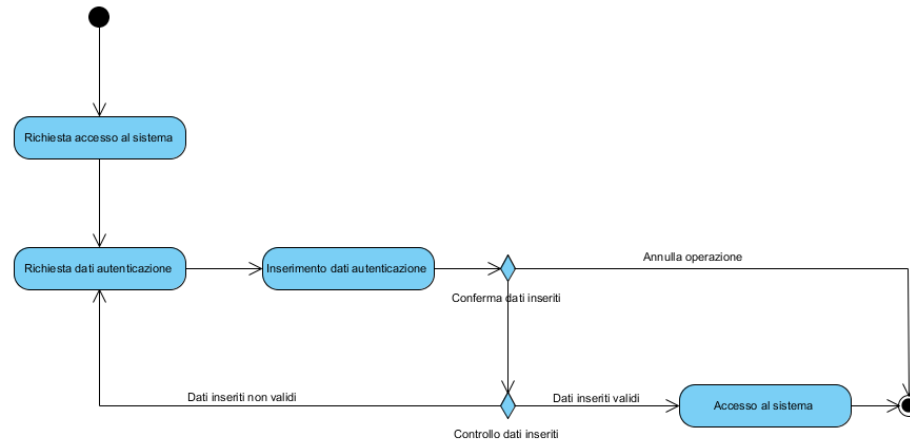 Richiesta accesso al sistema
Richiesta dati autenticazione
Inserimento dati autenticazione
Annulla operazione
Conferma dati inseriti
Dati inseriti non validi
Dati inseriti validi
Accesso al sistema
Controllo dati inseriti